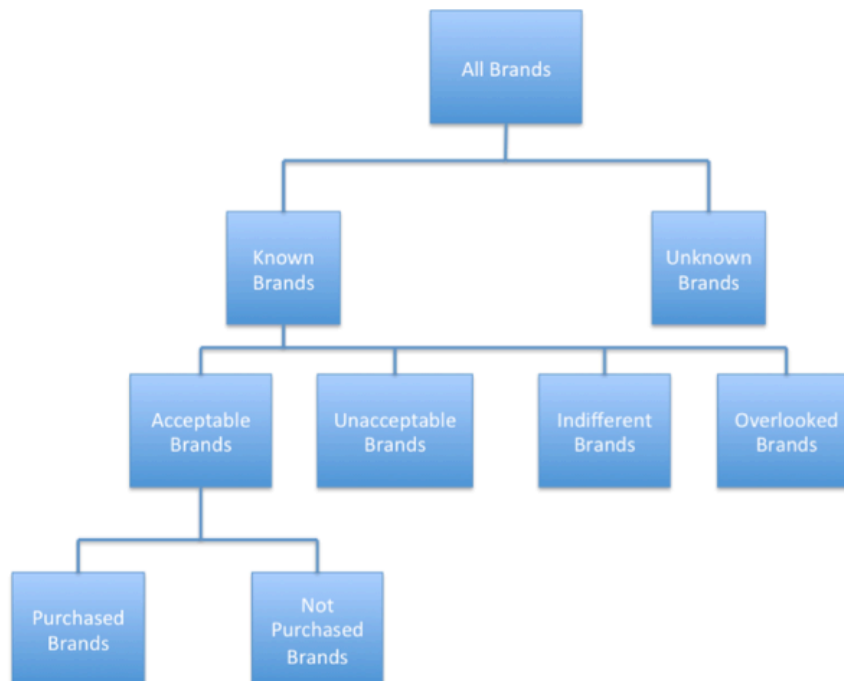 All Brands
Known
Brands
Unknown
Brands
Acceptable
Brands
Unacceptable
Brands
Indifferent
Brands
Overlooked
Brands
Purchased
Brands
Not
Purchased
Brands